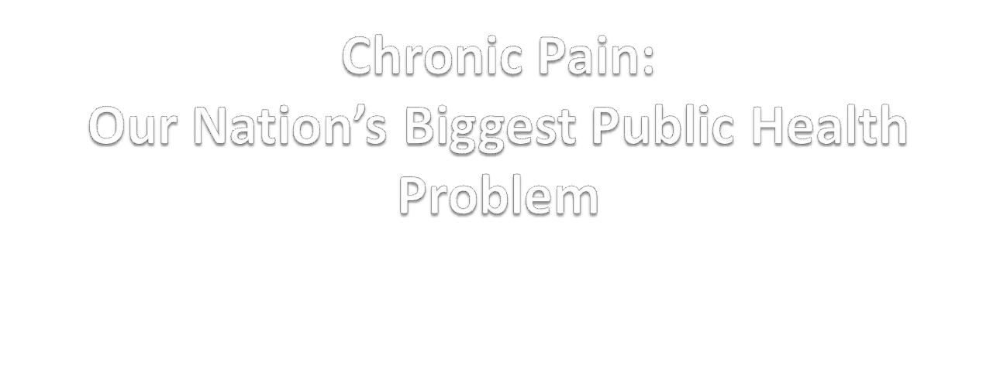 Chronic Pain:
Our Nation’s Biggest Public Health
Problem